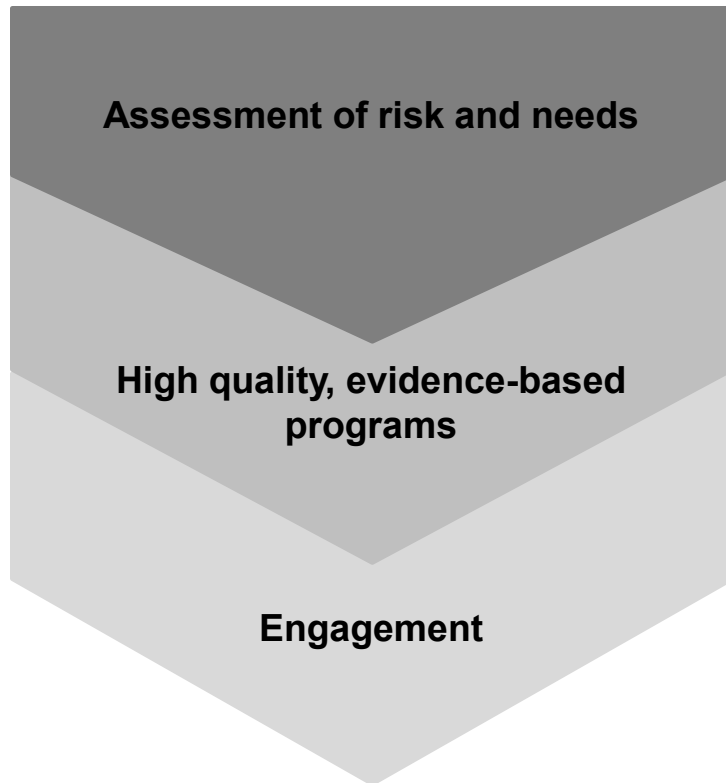 Assessment of risk and needs
High quality, evidence-based
programs
Engagement